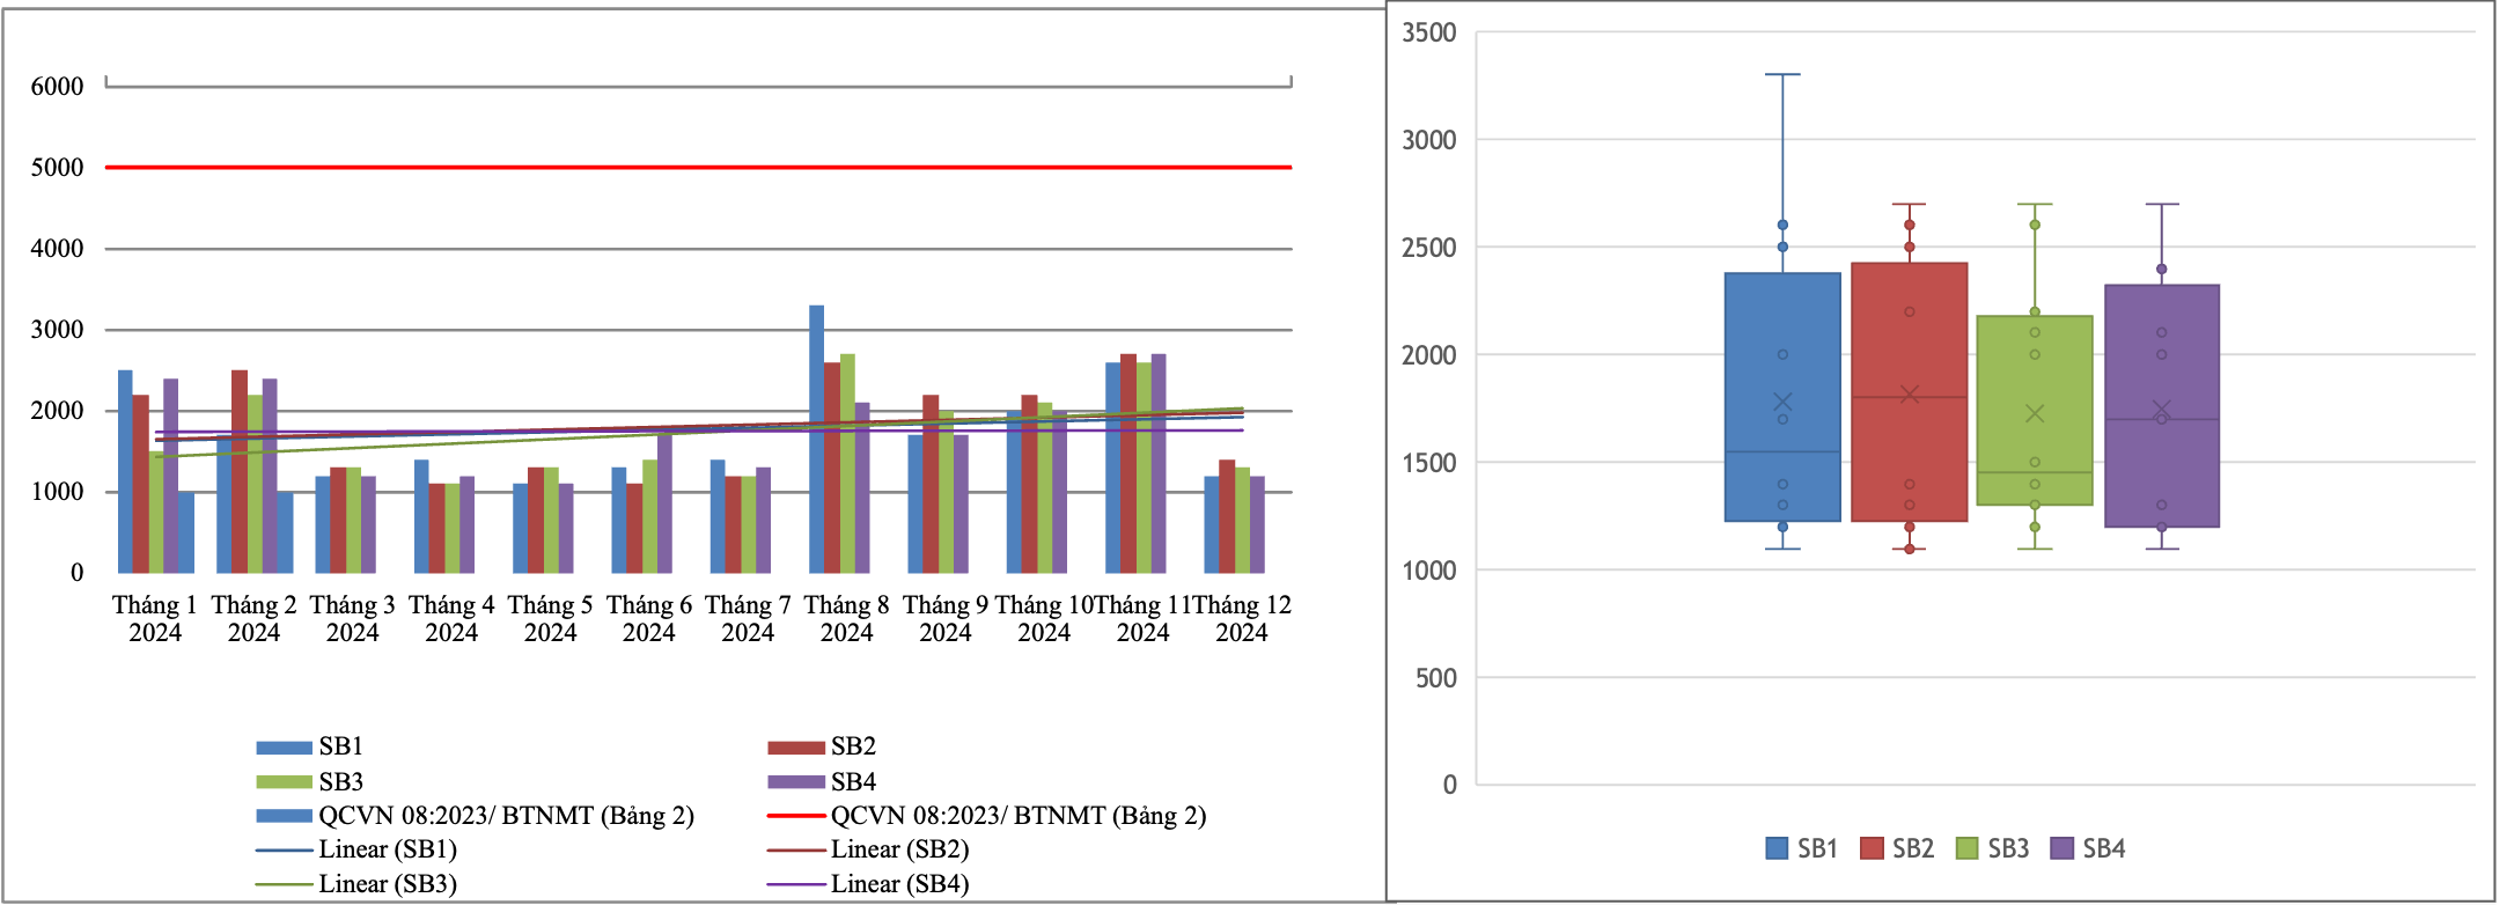 6000
5000
4000
3000
2000
1000
0
Tháng 1 2024
Tháng 2 2024
Tháng 3 2024
Tháng 4 2024
Tháng 5 2024
Tháng 6 2024
Tháng 7 2024
Tháng 8 2024
Tháng 9 2024
Tháng 10 2024
Tháng 11 2024
Tháng 12 2024
SB1
SB2
SB3
SB4
QCVN 08:2023/ BTNMT (Bảng 2)
QCVN 08:2023/ BTNMT (Bảng 2)
Linear (SB1)
Linear (SB2)
Linear (SB3)
Linear (SB4)
3500
3000
2500
2000
1500
1000
500
0
SB1 SB2 SB3 SB4